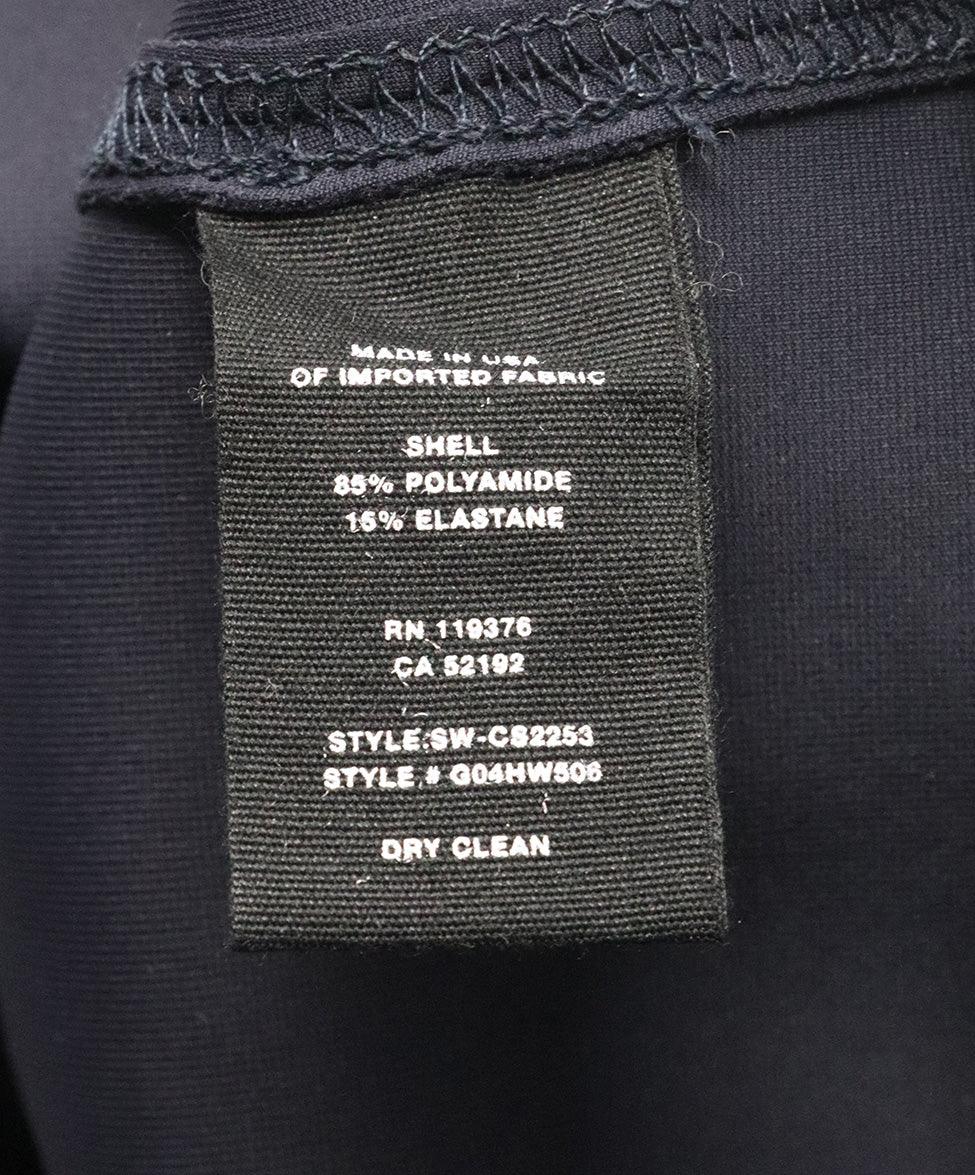 MADE IN USA
OF IMPORTED FABRIC
SHELL
85% POLYAMIDE
15% ELASTANE
RN 119376
CA 52192
STYLE:SW-CS2253
STYLE # G04HW506
DRY CLEAN